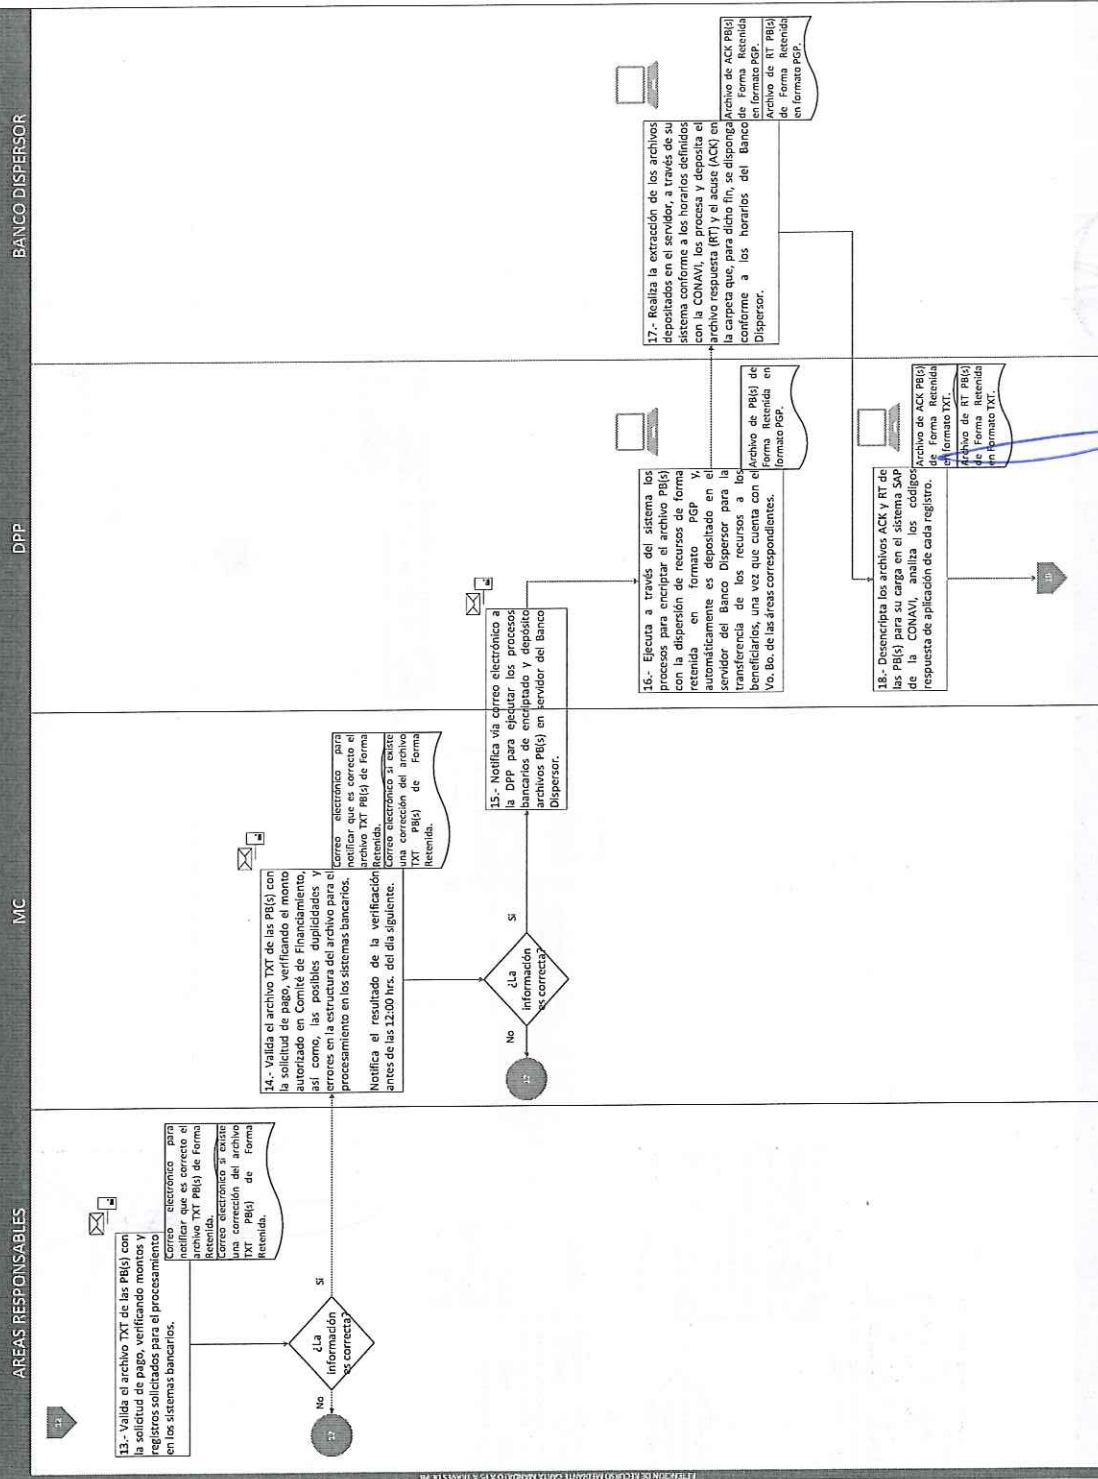 AREAS RESPONSABLES
MC
DPP
BANCO DISPERSOR
13.- Valida el archivo TXT de las PB(s) con
la solicitud de pago, verificando montos y
registros solicitados para el procesamiento
en los sistemas bancarios.
Correo electrónico para
notificar que es correcto el
archivo TXT PB(s) de Forma
Retenida.
Correo electrónico si existe
una corrección del archivo
TXT PB(s) de Forma
Retenida.
¿La
información
es correcta?
No
Si
14.- Valida el archivo TXT de las PB(s) con
la solicitud de pago, verificando el monto
autorizado en Comité de Financiamiento,
así como, las posibles duplicidades y
errores en la estructura del archivo para el
procesamiento en los sistemas bancarios.
Notifica el resultado de la verificación
antes de las 12:00 hrs. del día siguiente.
Correo electrónico para
notificar que es correcto el
archivo TXT PB(s) de Forma
Retenida.
Correo electrónico si existe
una corrección del archivo
TXT PB(s) de Forma
Retenida.
¿La
información
es correcta?
No
Si
15.- Notifica vía correo electrónico a
la DPP para ejecutar los procesos
bancarios de encriptado y depósito
archivos PB(s) en servidor del Banco
Dispersor.
16.- Ejecuta a través del sistema los
procesos para encriptar el archivo PB(s)
con la dispersión de recursos de forma
retenida en formato PGP y,
automáticamente es depositado en el
servidor del Banco Dispersor para la
transferencia de los recursos a los
beneficiarios, una vez que cuenta con el
Vo. Bo. de las áreas correspondientes.
Archivo de PB(s) de
Forma Retenida en
formato PGP.
17.- Realiza la extracción de los archivos
depositados en el servidor, a través de su
sistema conforme a los horarios definidos
con la CONAVI, los procesa y deposita el
archivo respuesta (RT) y el acuse (ACK) en
la carpeta que, para dicho fin, se disponga
conforme a los horarios del Banco
Dispersor.
Archivo de ACK PB(s)
de Forma Retenida
en formato PGP.
Archivo de RT PB(s)
de Forma Retenida
en formato PGP.
18.- Desencripta los archivos ACK y RT de
las PB(s) para su carga en el sistema SAP
de la CONAVI, analiza los códigos
respuesta de aplicación de cada registro.
Archivo de ACK PB(s)
de Forma Retenida
en formato TXT.
Archivo de RT PB(s)
de Forma Retenida
en Formato TXT.